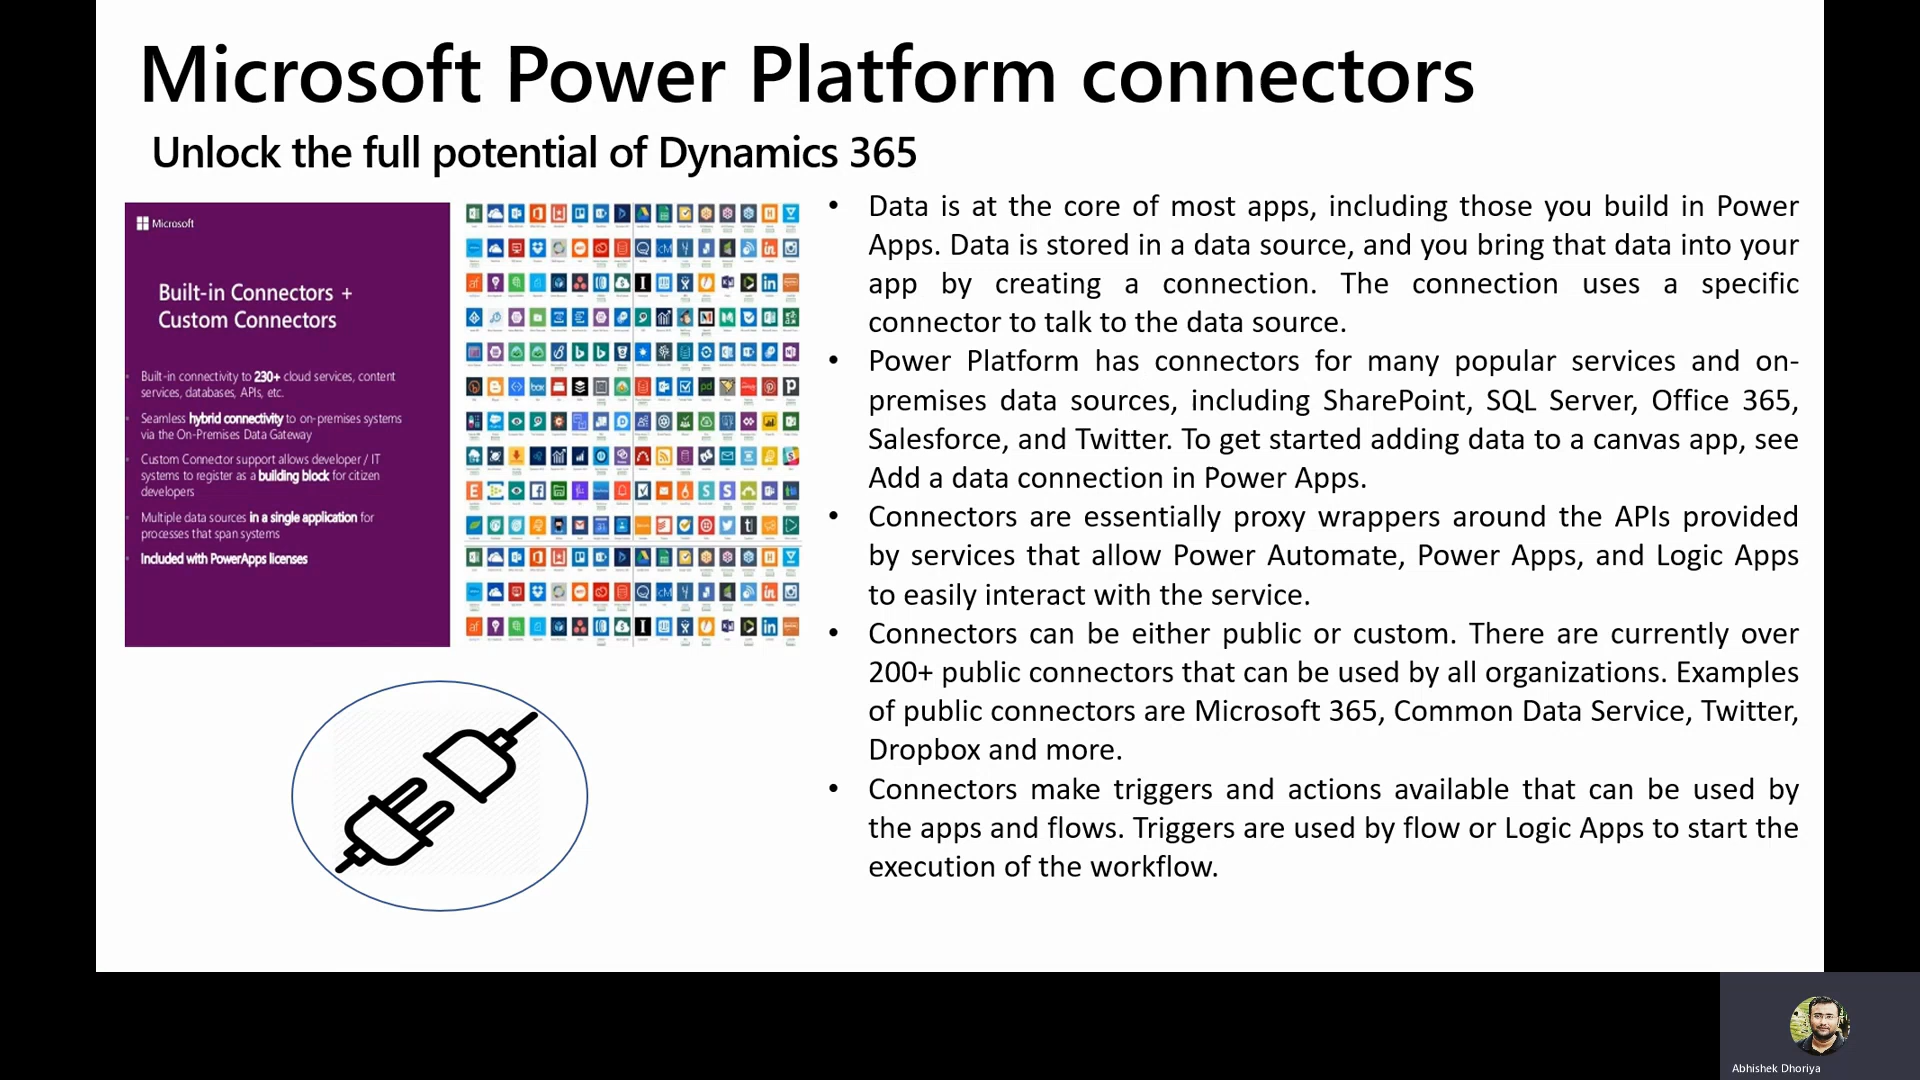 Microsoft Power Platform connectors
Unlock the full potential of Dynamics 365
Microsoft
Built-in Connectors +
Custom Connectors
Built-in connectivity to 230+ cloud services, content
services, databases, APIs, etc.
Seamless hybrid connectivity to on-premises systems
via the On-Premises Data Gateway
Custom Connector support allows developer / IT
systems to register as a building block for citizen
developers
Multiple data sources in a single application for
processes that span systems
Included with PowerApps licenses
• Data is at the core of most apps, including those you build in Power
Apps. Data is stored in a data source, and you bring that data into your
app by creating a connection. The connection uses a specific
connector to talk to the data source.
• Power Platform has connectors for many popular services and on-
premises data sources, including SharePoint, SQL Server, Office 365,
Salesforce, and Twitter. To get started adding data to a canvas app, see
Add a data connection in Power Apps.
• Connectors are essentially proxy wrappers around the APIs provided
by services that allow Power Automate, Power Apps, and Logic Apps
to easily interact with the service.
• Connectors can be either public or custom. There are currently over
200+ public connectors that can be used by all organizations. Examples
of public connectors are Microsoft 365, Common Data Service, Twitter,
Dropbox and more.
• Connectors make triggers and actions available that can be used by
the apps and flows. Triggers are used by flow or Logic Apps to start the
execution of the workflow.
Abhishek Dhoriya